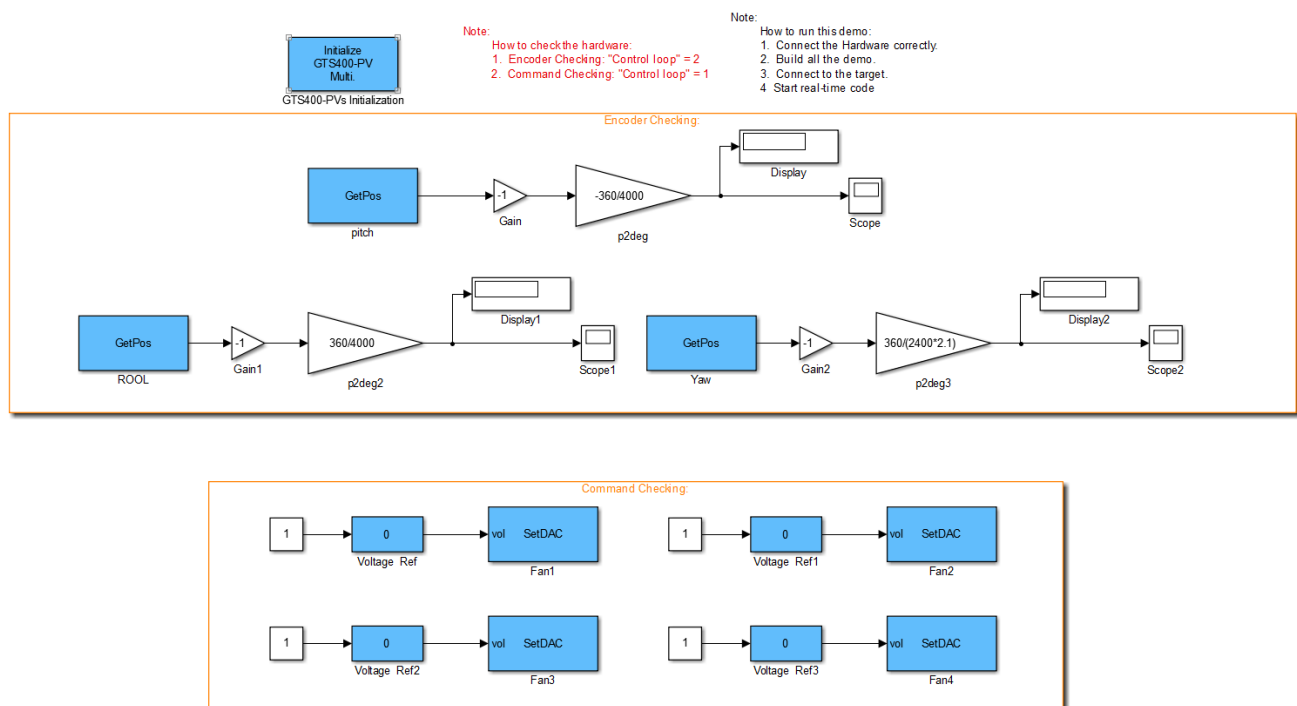 Note:
How to run this demo:
1. Connect the Hardware correctly.
2. Build all the demo.
3. Connect to the target.
4 Start real-time code
Note:
How to check the hardware:
1. Encoder Checking: "Control loop" = 2
2. Command Checking: "Control loop" = 1
Initialize
GTS400-PV
Multi.
GTS400-PVs Initialization
Encoder Checking:
GetPos
pitch
-1
Gain
-360/4000
p2deg
Display
Scope
GetPos
ROOL
-1
Gain1
360/4000
p2deg2
Display1
Scope1
GetPos
Yaw
-1
Gain2
360/(2400*2.1)
p2deg3
Display2
Scope2
Command Checking:
1
0
Voltage Ref
vol SetDAC
Fan1
1
0
Voltage Ref1
vol SetDAC
Fan2
1
0
Voltage Ref2
vol SetDAC
Fan3
1
0
Voltage Ref3
vol SetDAC
Fan4